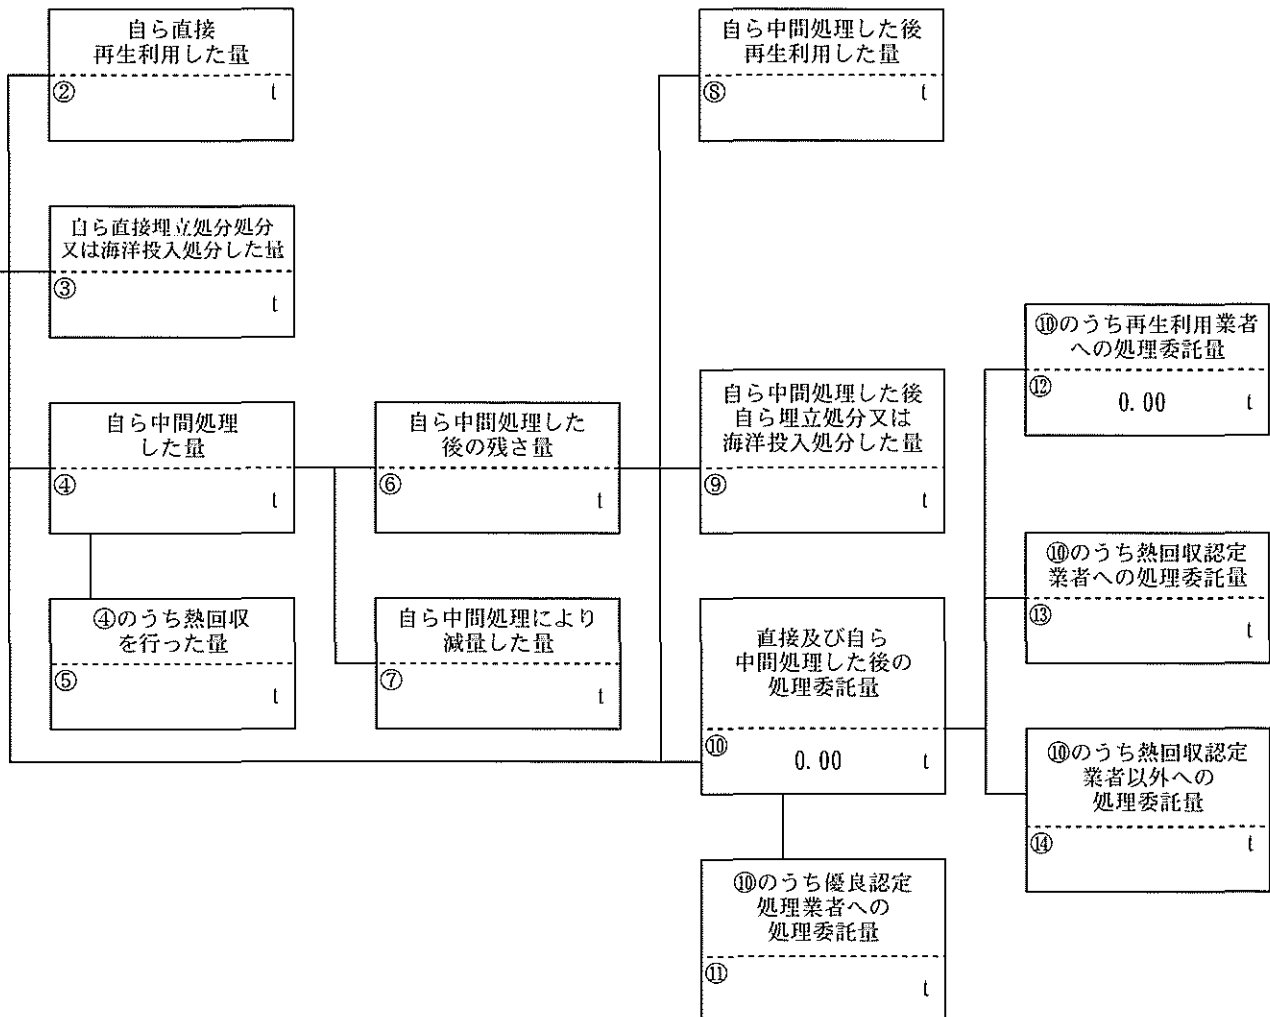 自ら直接
再生利用した量
② t
自ら直接埋立処分処分
又は海洋投入処分した量
③ t
自ら中間処理
した量
④ t
④のうち熱回収
を行った量
⑤ t
自ら中間処理した
後の残さ量
⑥ t
自ら中間処理により
減量した量
⑦ t
自ら中間処理した後
再生利用した量
⑧ t
自ら中間処理した後
自ら埋立処分又は
海洋投入処分した量
⑨ t
直接及び自ら
中間処理した後の
処理委託量
⑩ 0.00 t
⑩のうち優良認定
処理業者への
処理委託量
⑪ t
⑩のうち再生利用業者
への処理委託量
⑫ 0.00 t
⑩のうち熱回収認定
業者への処理委託量
⑬ t
⑩のうち熱回収認定
業者以外への
処理委託量
⑭ t